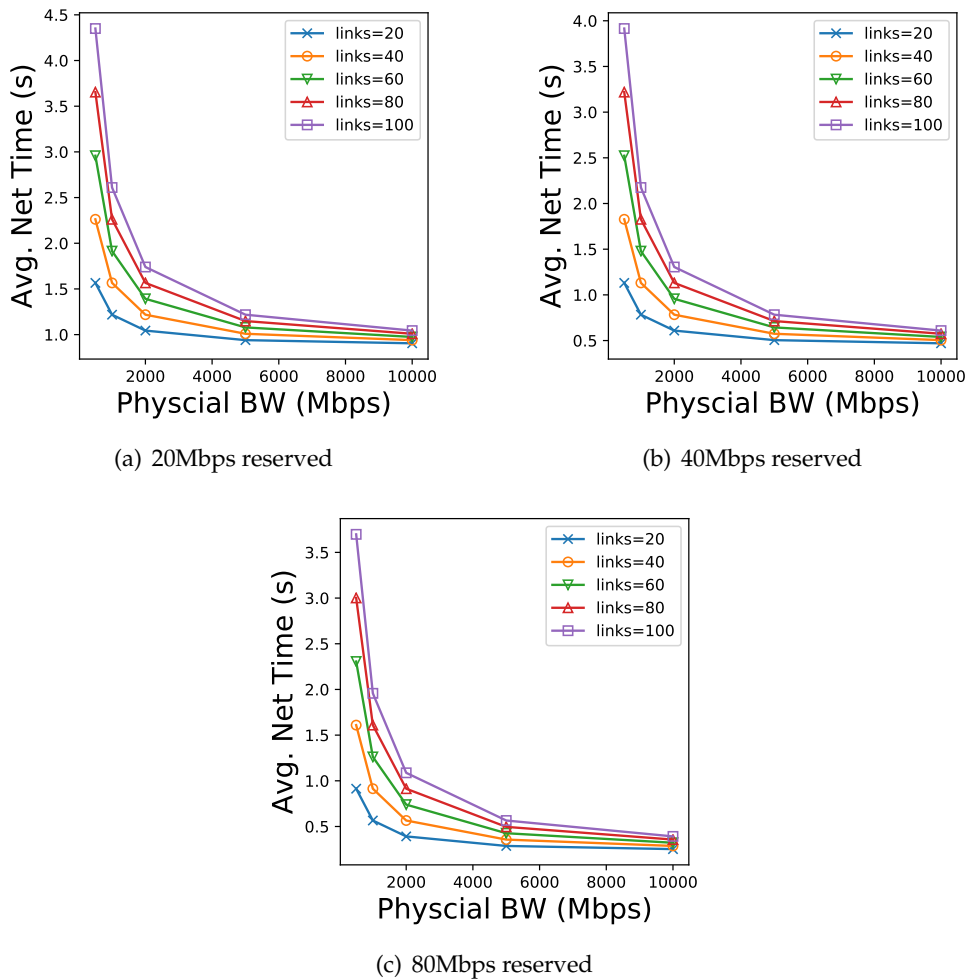 4.5
4.0
3.5
3.0
2.5
2.0
1.5
1.0
Avg. Net Time (s)
links=20
links=40
links=60
links=80
links=100
2000 4000 6000 8000 10000
Physcial BW (Mbps)
(a) 20Mbps reserved
4.0
3.5
3.0
2.5
2.0
1.5
1.0
0.5
Avg. Net Time (s)
links=20
links=40
links=60
links=80
links=100
2000 4000 6000 8000 10000
Physcial BW (Mbps)
(b) 40Mbps reserved
3.5
3.0
2.5
2.0
1.5
1.0
0.5
Avg. Net Time (s)
links=20
links=40
links=60
links=80
links=100
2000 4000 6000 8000 10000
Physcial BW (Mbps)
(c) 80Mbps reserved